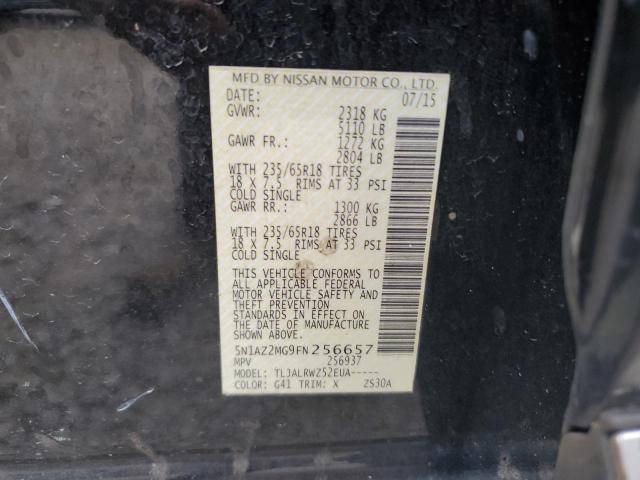 MFD BY NISSAN MOTOR CO., LTD.
DATE: 07/15
GVWR: 2318 KG
5110 LB
GAWR FR.: 1272 KG
2804 LB
WITH 235/65R18 TIRES
18 X 7.5 RIMS AT 33 PSI
COLD SINGLE
GAWR RR.: 1300 KG
2866 LB
WITH 235/65R18 TIRES
18 X 7.5 RIMS AT 33 PSI
COLD SINGLE
THIS VEHICLE CONFORMS TO
ALL APPLICABLE FEDERAL
MOTOR VEHICLE SAFETY AND
THEFT PREVENTION
STANDARDS IN EFFECT ON
THE DATE OF MANUFACTURE
SHOWN ABOVE.
5N1AZ2MG9FN256657
MPV 256937
MODEL: TLJALRWZ52EUA-----
COLOR: G41 TRIM: X ZS30A